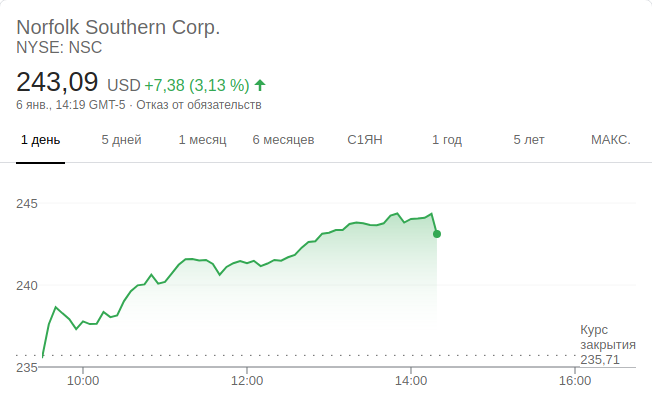 Norfolk Southern Corp.
NYSE: NSC
243,09 USD +7,38 (3,13 %)
6 янв., 14:19 GMT-5 · Отказ от обязательств
1 день 5 дней 1 месяц 6 месяцев С1ЯН 1 год 5 лет МАКС.
245
240
235
Курс
закрытия
235,71
10:00 12:00 14:00 16:00